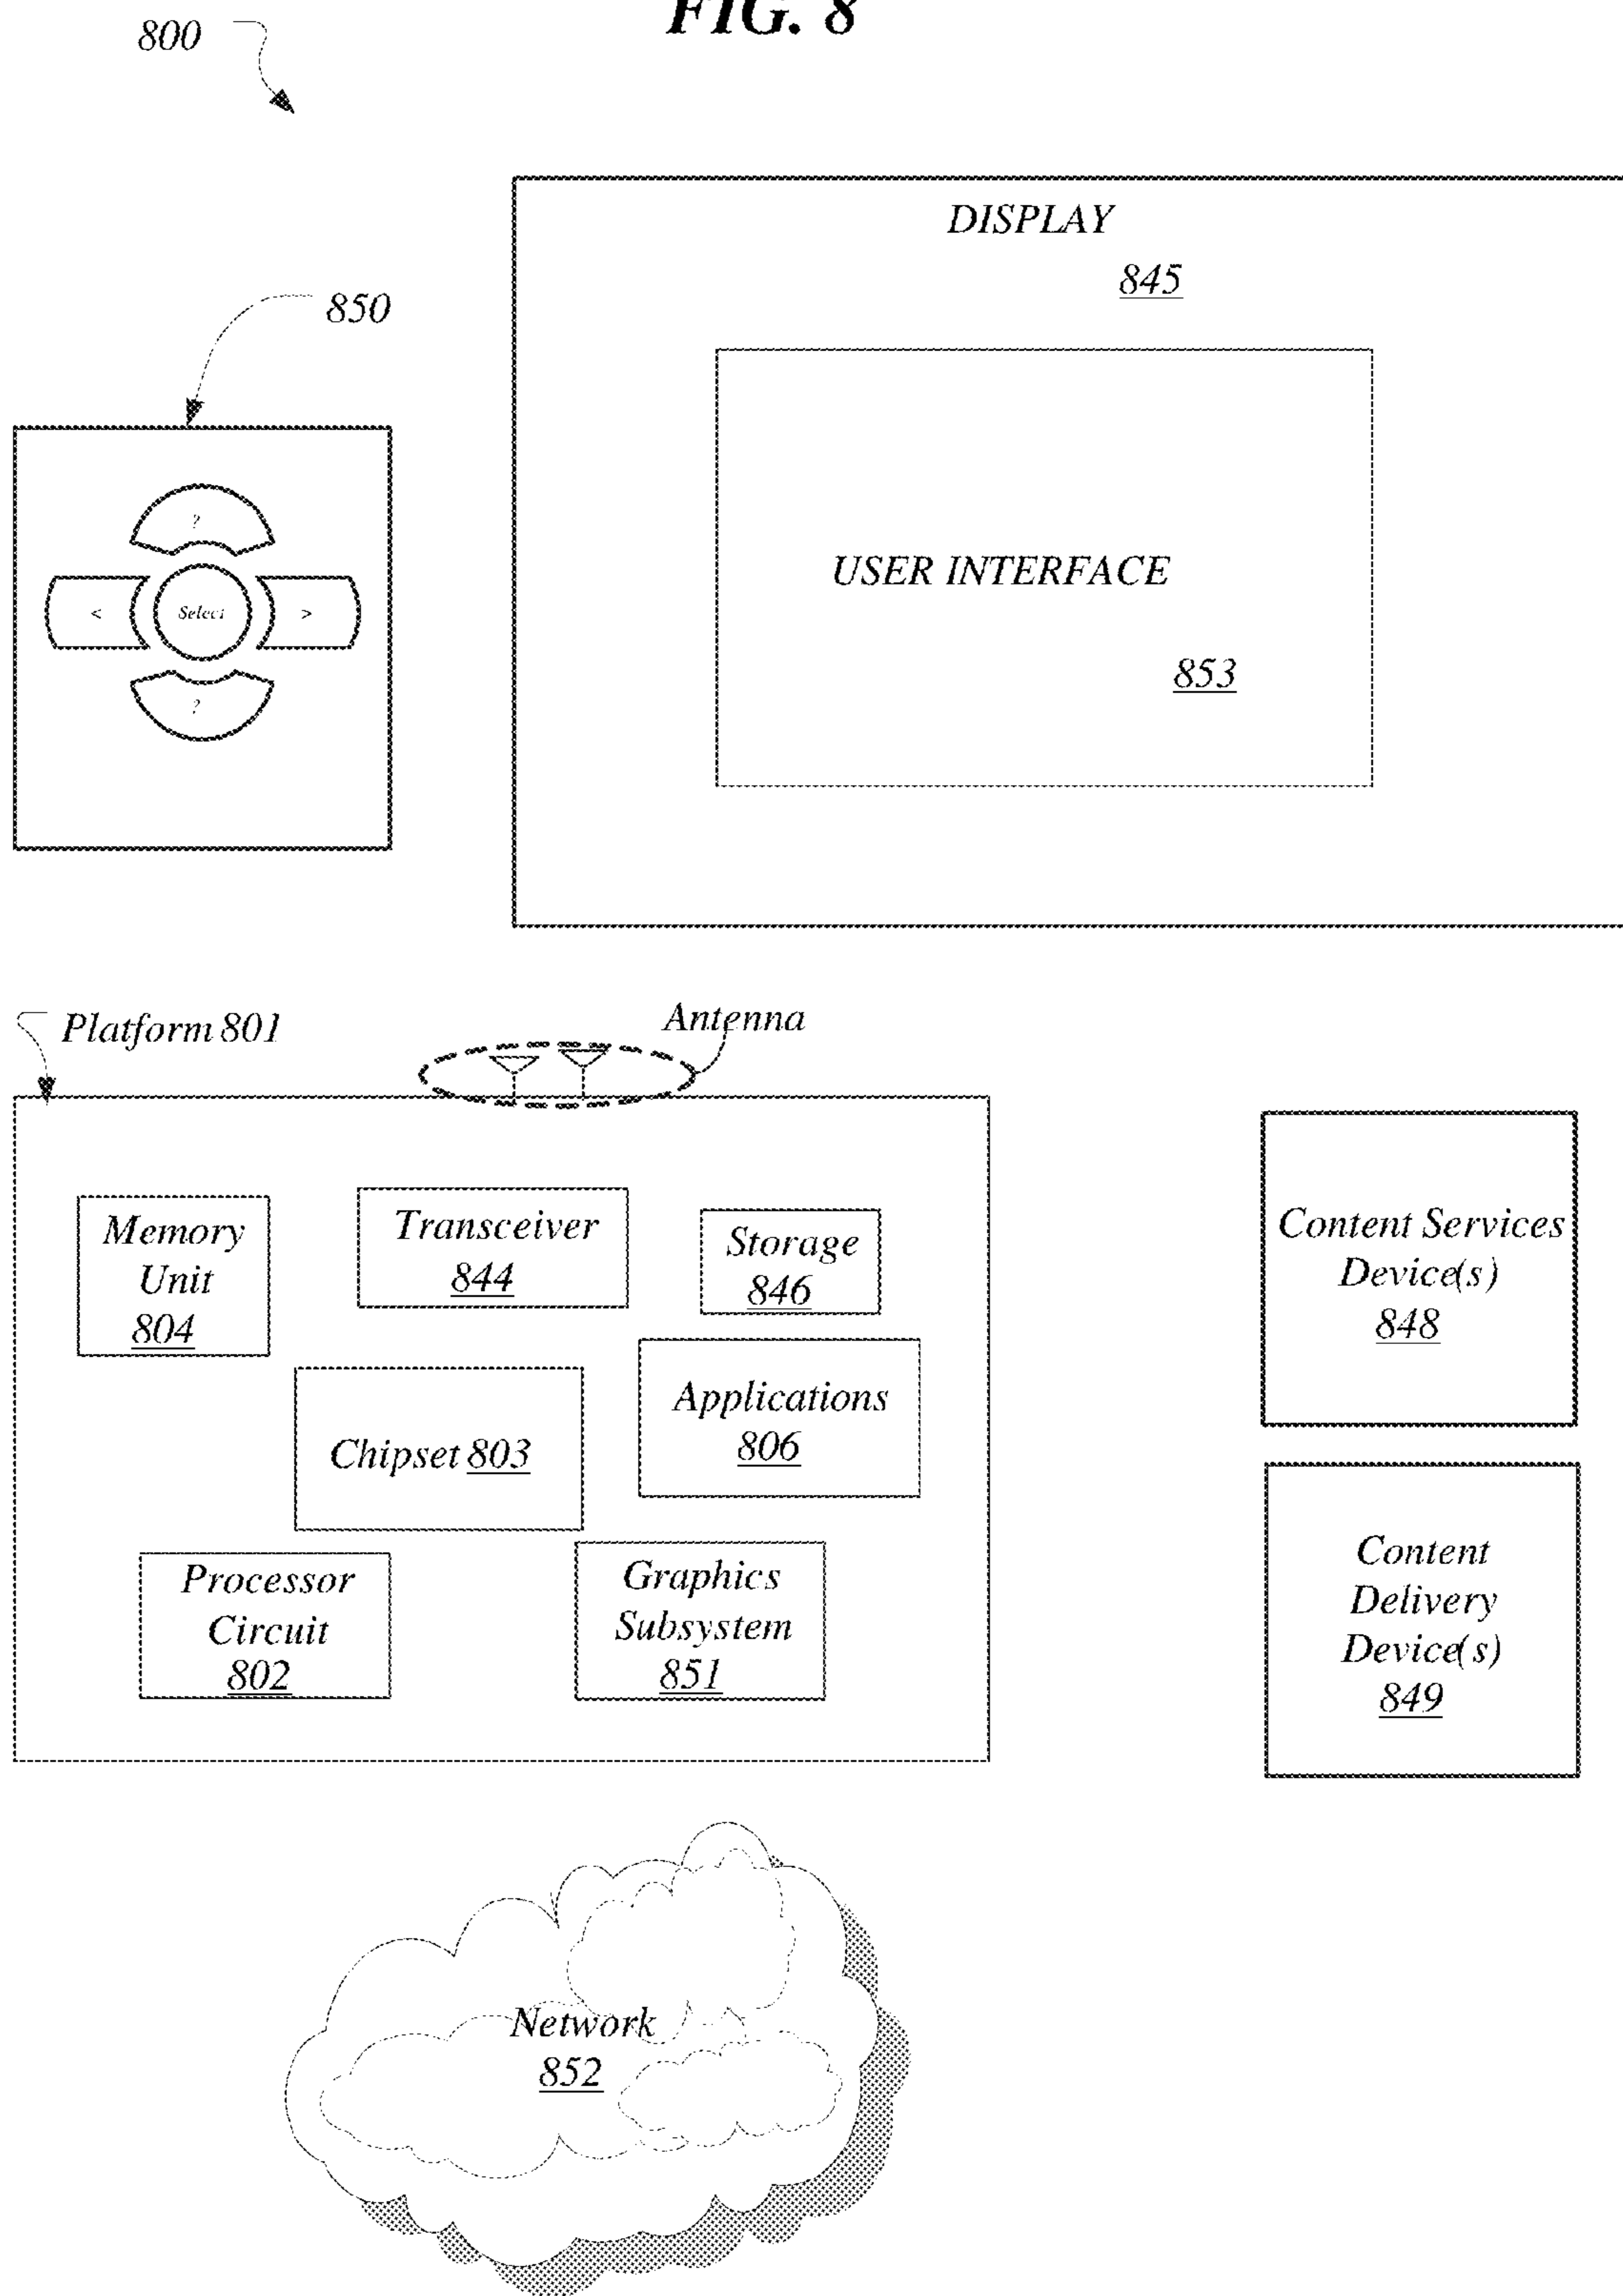 FIG. 8
800
DISPLAY
845
850
USER INTERFACE
853
?
<
Select
>
?
Platform 801
Antenna
Memory
Unit
804
Transceiver
844
Storage
846
Chipset 803
Applications
806
Processor
Circuit
802
Graphics
Subsystem
851
Content Services
Device(s)
848
Content
Delivery
Device(s)
849
Network
852